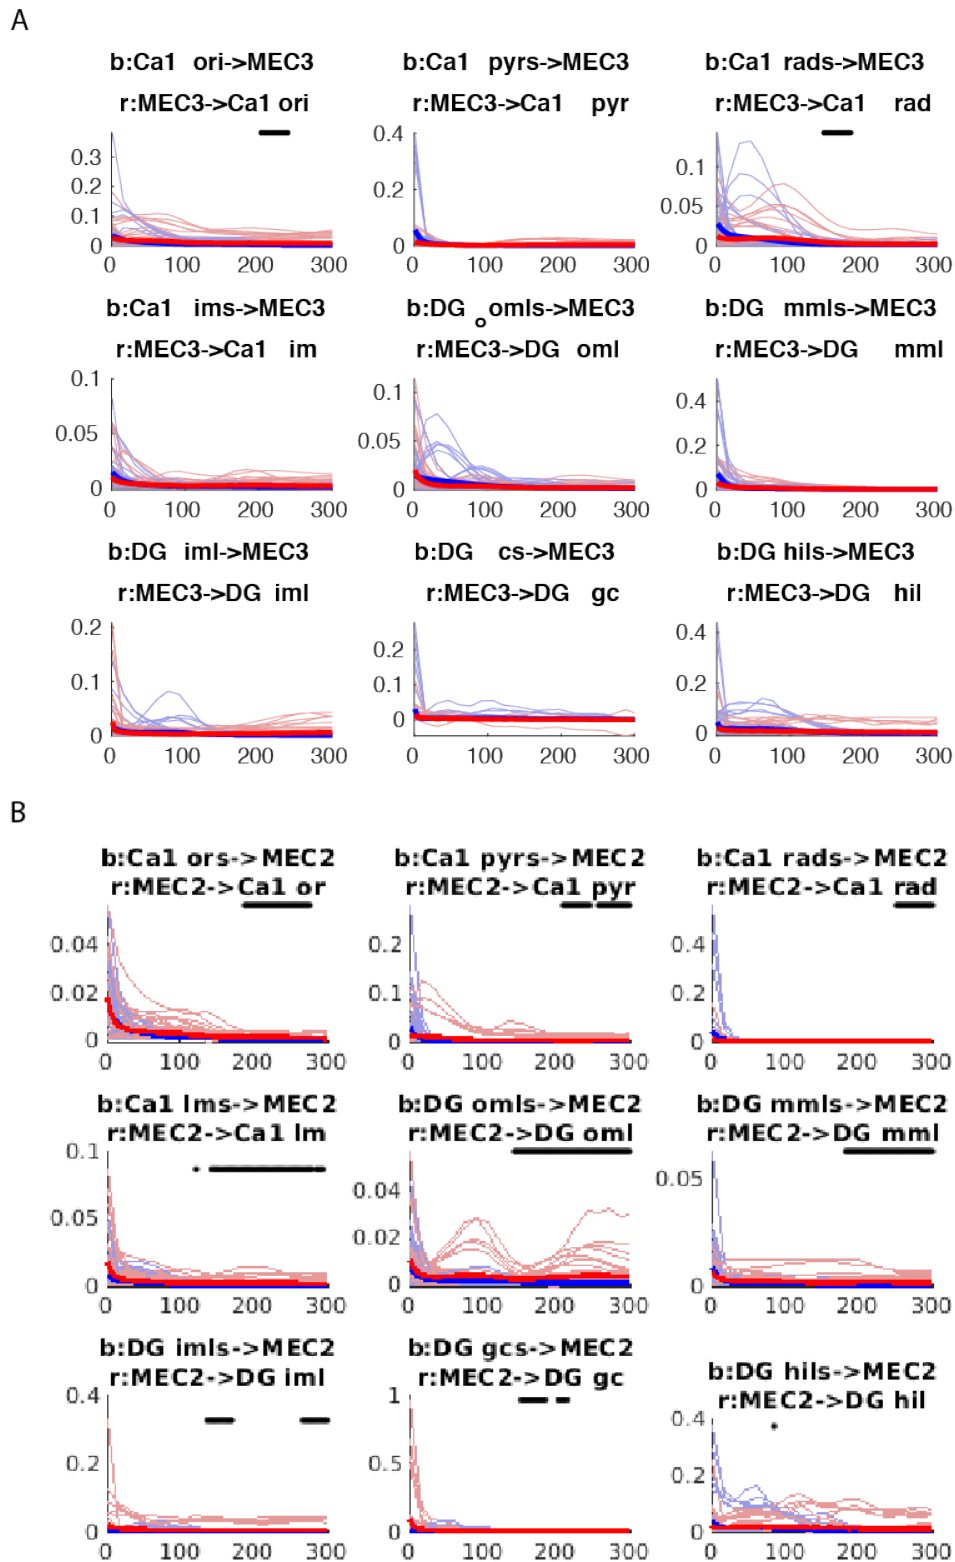 A
b:Ca1 ori->MEC3
r:MEC3->Ca1 ori
0.3
0.2
0.1
0
0 100 200 300
b:Ca1 pyrs->MEC3
r:MEC3->Ca1 pyr
0.4
0.2
0
0 100 200 300
b:Ca1 rads->MEC3
r:MEC3->Ca1 rad
0.1
0.05
0
0 100 200 300
b:Ca1 ims->MEC3
r:MEC3->Ca1 im
0.1
0.05
0
0 100 200 300
b:DG o omls->MEC3
r:MEC3->DG oml
0.1
0.05
0
0 100 200 300
b:DG mmls->MEC3
r:MEC3->DG mml
0.4
0.2
0
0 100 200 300
b:DG iml->MEC3
r:MEC3->DG iml
0.2
0.1
0
0 100 200 300
b:DG cs->MEC3
r:MEC3->DG gc
0.2
0.1
0
0 100 200 300
b:DG hils->MEC3
r:MEC3->DG hil
0.4
0.2
0
0 100 200 300
B
b:Ca1 ors->MEC2
r:MEC2->Ca1 or
0.04
0.02
0
0 100 200 300
b:Ca1 pyrs->MEC2
r:MEC2->Ca1 pyr
0.2
0.1
0
0 100 200 300
b:Ca1 rads->MEC2
r:MEC2->Ca1 rad
0.4
0.2
0
0 100 200 300
b:Ca1 lms->MEC2
r:MEC2->Ca1 lm
0.1
0.05
0
0 100 200 300
b:DG omls->MEC2
r:MEC2->DG oml
0.04
0.02
0
0 100 200 300
b:DG mmls->MEC2
r:MEC2->DG mml
0.05
0
0 100 200 300
b:DG imls->MEC2
r:MEC2->DG iml
0.4
0.2
0
0 100 200 300
b:DG gcs->MEC2
r:MEC2->DG gc
1
0.5
0
0 100 200 300
b:DG hils->MEC2
r:MEC2->DG hil
0.4
0.2
0
0 100 200 300